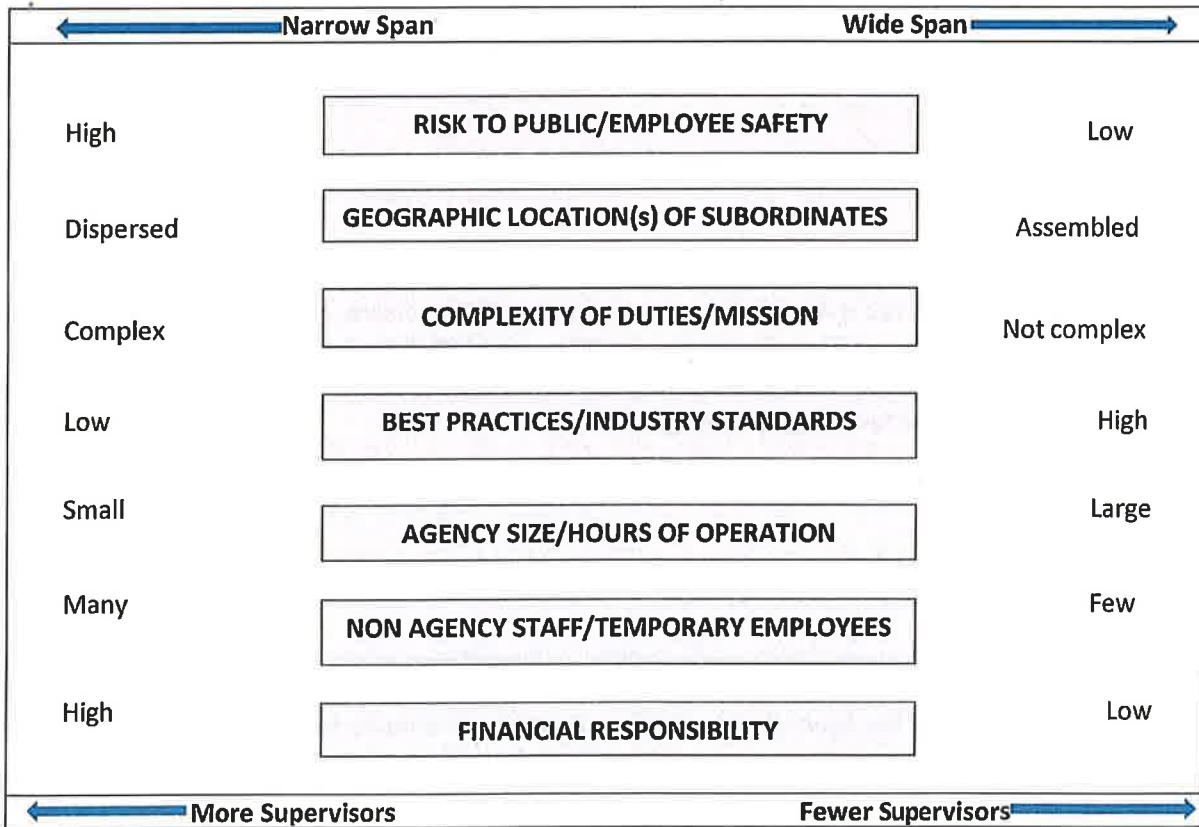 Narrow Span Wide Span
High RISK TO PUBLIC/EMPLOYEE SAFETY Low
Dispersed GEOGRAPHIC LOCATION(s) OF SUBORDINATES Assembled
Complex COMPLEXITY OF DUTIES/MISSION Not complex
Low BEST PRACTICES/INDUSTRY STANDARDS High
Small AGENCY SIZE/HOURS OF OPERATION Large
Many NON AGENCY STAFF/TEMPORARY EMPLOYEES Few
High FINANCIAL RESPONSIBILITY Low
More Supervisors Fewer Supervisors